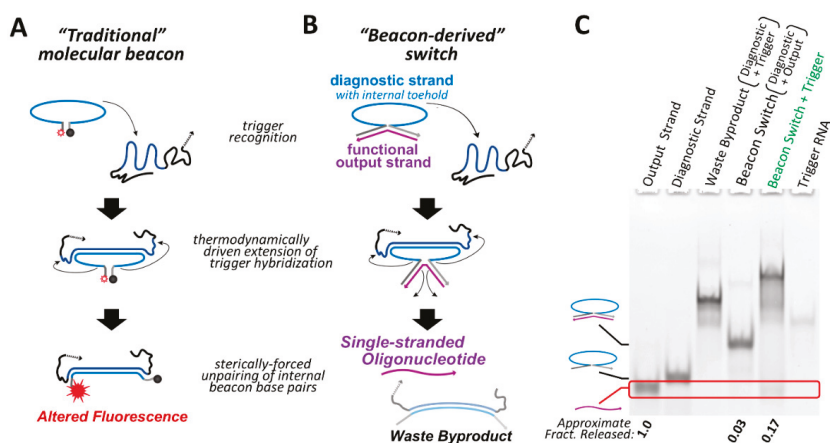 A
"Traditional"
molecular beacon
trigger
recognition
thermodynamically
driven extension of
trigger hybridization
sterically-forced
unpairing of internal
beacon base pairs
Altered Fluorescence
B
"Beacon-derived"
switch
diagnostic strand
with internal toehold
functional
output strand
Single-stranded
Oligonucleotide
Waste Byproduct
C
Output Strand
Diagnostic Strand
Waste Byproduct { Diagnostic + Trigger }
Beacon Switch { Diagnostic + Output }
Beacon Switch + Trigger
Trigger RNA
Approximate
Fract. Released: 1.0 0.03 0.17